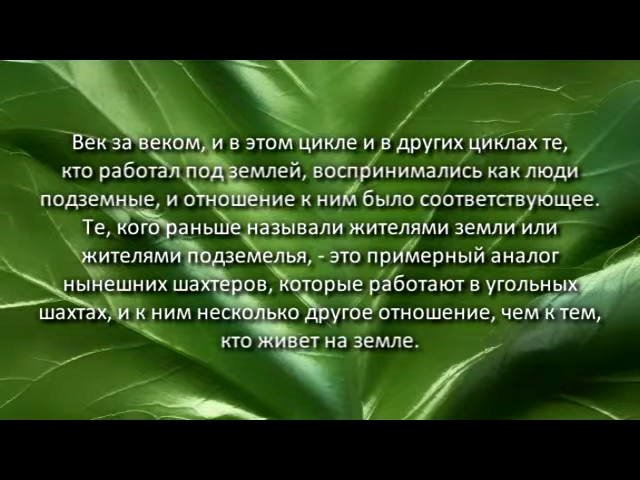 Век за веком, и в этом цикле и в других циклах те,
кто работал под землей, воспринимались как люди
подземные, и отношение к ним было соответствующее.
Те, кого раньше называли жителями земли или
жителями подземелья, - это примерный аналог
нынешних шахтеров, которые работают в угольных
шахтах, и к ним несколько другое отношение, чем к тем,
кто живет на земле.